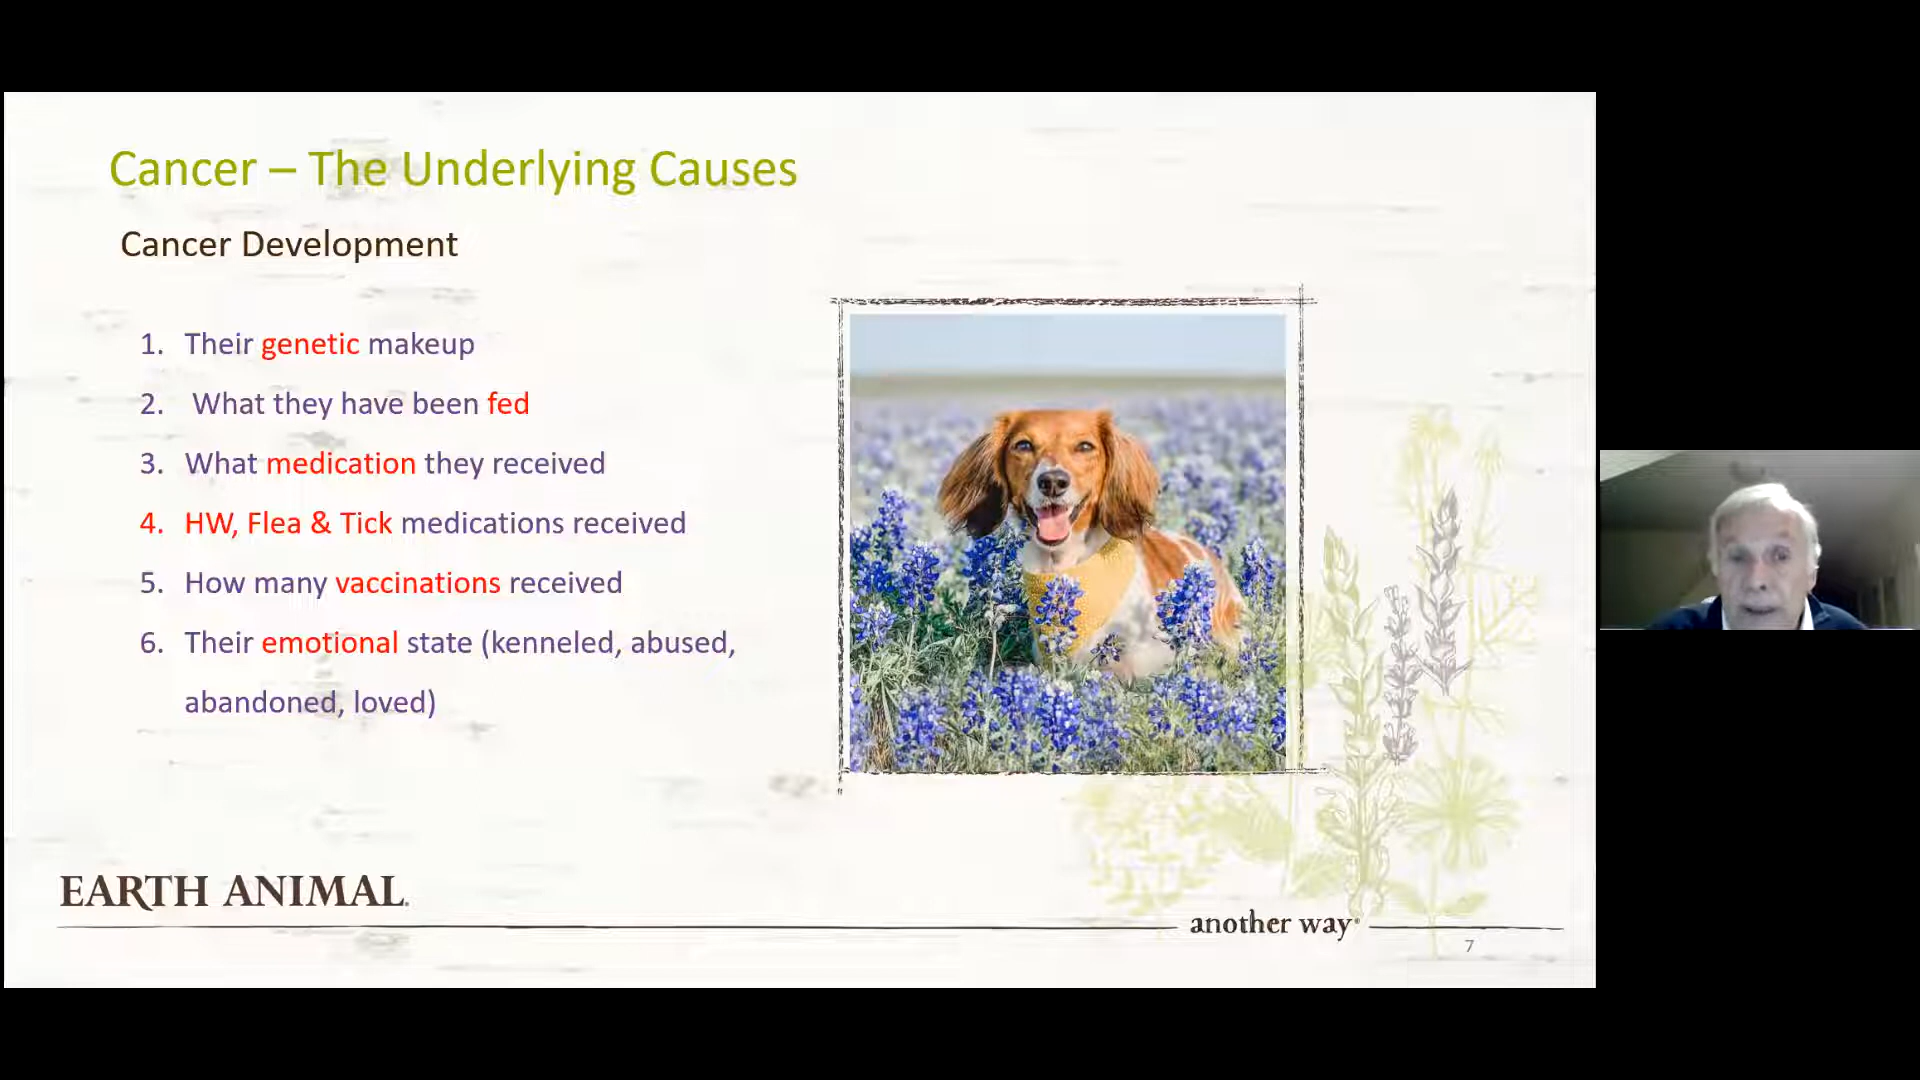 Cancer – The Underlying Causes
Cancer Development
1. Their genetic makeup
2. What they have been fed
3. What medication they received
4. HW, Flea & Tick medications received
5. How many vaccinations received
6. Their emotional state (kenneled, abused,
abandoned, loved)
EARTH ANIMAL.
another way®
7